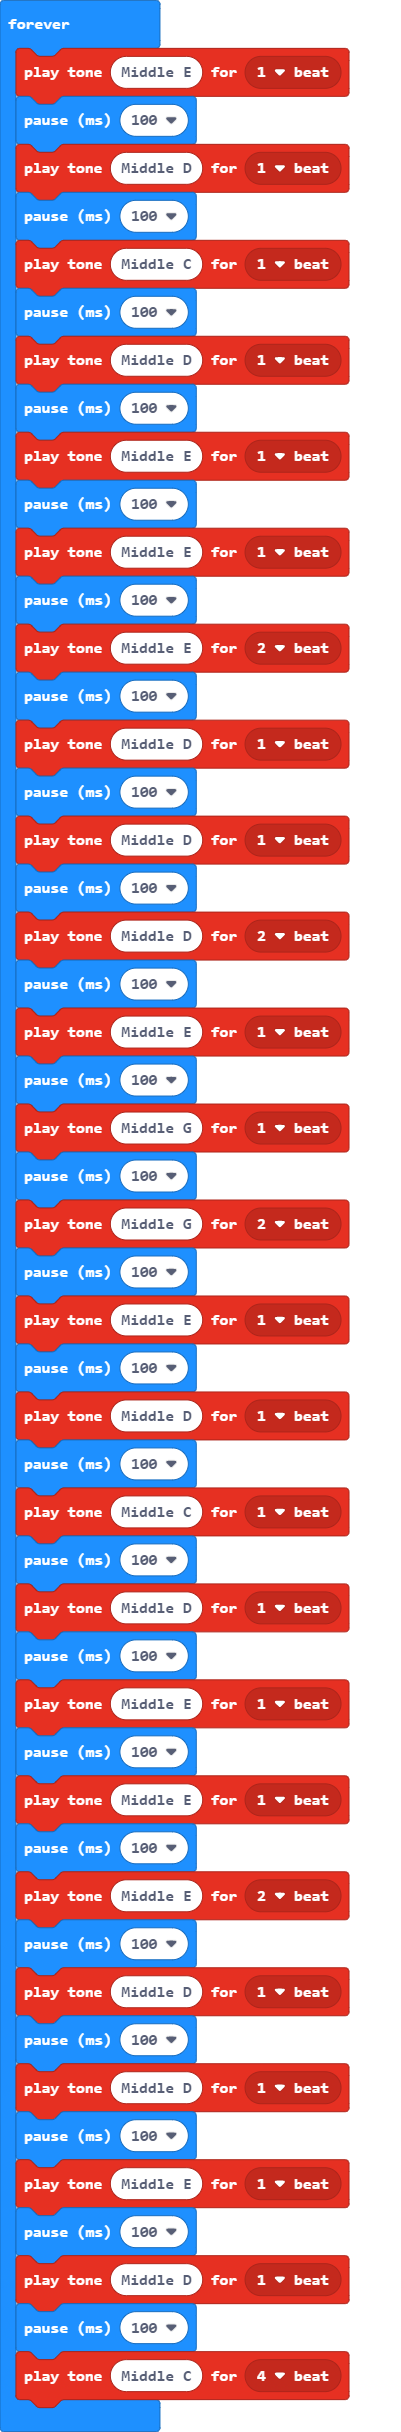 forever
play tone Middle E for 1 beat
pause (ms) 100
play tone Middle D for 1 beat
pause (ms) 100
play tone Middle C for 1 beat
pause (ms) 100
play tone Middle D for 1 beat
pause (ms) 100
play tone Middle E for 1 beat
pause (ms) 100
play tone Middle E for 1 beat
pause (ms) 100
play tone Middle E for 2 beat
pause (ms) 100
play tone Middle D for 1 beat
pause (ms) 100
play tone Middle D for 1 beat
pause (ms) 100
play tone Middle D for 2 beat
pause (ms) 100
play tone Middle E for 1 beat
pause (ms) 100
play tone Middle G for 1 beat
pause (ms) 100
play tone Middle G for 2 beat
pause (ms) 100
play tone Middle E for 1 beat
pause (ms) 100
play tone Middle D for 1 beat
pause (ms) 100
play tone Middle C for 1 beat
pause (ms) 100
play tone Middle D for 1 beat
pause (ms) 100
play tone Middle E for 1 beat
pause (ms) 100
play tone Middle E for 1 beat
pause (ms) 100
play tone Middle E for 2 beat
pause (ms) 100
play tone Middle D for 1 beat
pause (ms) 100
play tone Middle D for 1 beat
pause (ms) 100
play tone Middle E for 1 beat
pause (ms) 100
play tone Middle D for 1 beat
pause (ms) 100
play tone Middle C for 4 beat